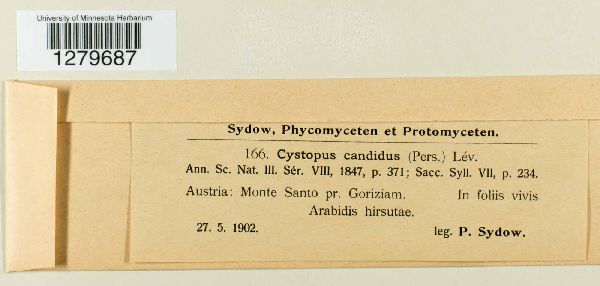 University of Minnesota Herbarium
1279687
Sydow, Phycomyceten et Protomyceten.
166. Cystopus candidus (Pers.) Lév.
Ann. Sc. Nat. III. Sér. VIII, 1847, p. 371; Sacc. Syll. VII, p. 234.
Austria: Monte Santo pr. Goriziam. In foliis vivis
Arabidis hirsutae.
27. 5. 1902. leg. P. Sydow.